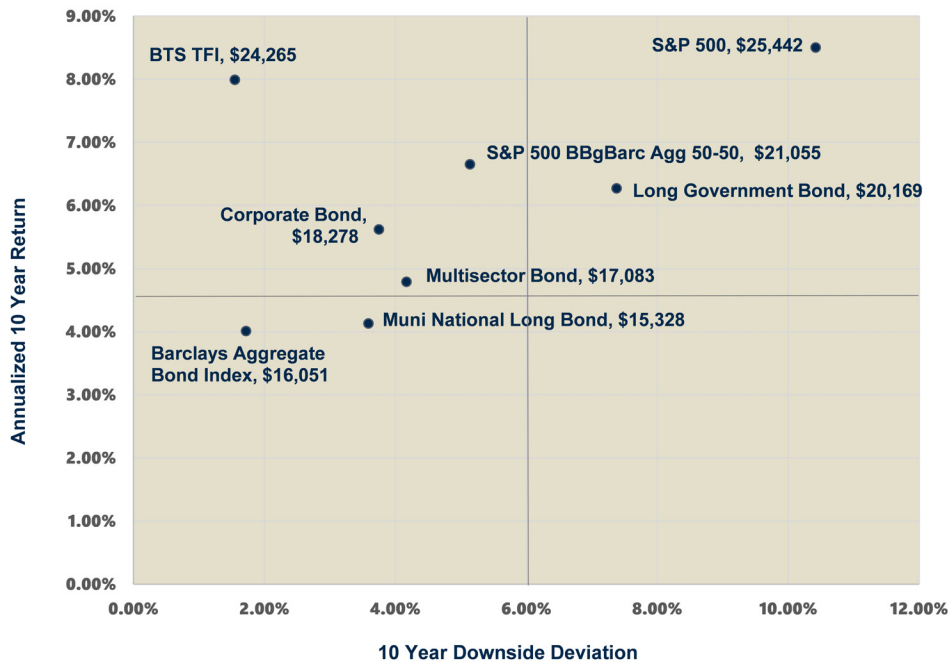 9.00%
8.00%
7.00%
6.00%
5.00%
4.00%
3.00%
2.00%
1.00%
0.00%
Annualized 10 Year Return
BTS TFI, $24,265
S&P 500, $25,442
S&P 500 BBgBarc Agg 50-50, $21,055
Long Government Bond, $20,169
Corporate Bond,
$18,278
Multisector Bond, $17,083
Muni National Long Bond, $15,328
Barclays Aggregate
Bond Index, $16,051
0.00% 2.00% 4.00% 6.00% 8.00% 10.00% 12.00%
10 Year Downside Deviation